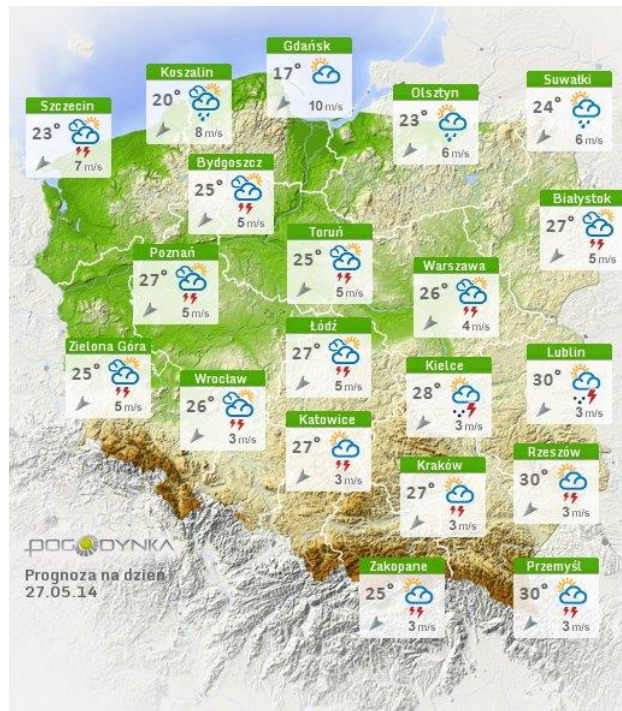 Gdańsk
17°
10 m/s
Koszalin
20°
8 m/s
Szczecin
23°
7 m/s
Olsztyn
23°
6 m/s
Suwałki
24°
6 m/s
Bydgoszcz
25°
5 m/s
Białystok
27°
5 m/s
Toruń
25°
5 m/s
Poznań
27°
5 m/s
Warszawa
26°
4 m/s
Łódź
27°
5 m/s
Zielona Góra
25°
5 m/s
Wrocław
26°
3 m/s
Kielce
28°
3 m/s
Lublin
30°
3 m/s
Katowice
27°
3 m/s
Kraków
27°
3 m/s
Rzeszów
30°
3 m/s
Zakopane
25°
3 m/s
Przemyśl
30°
3 m/s
POGODYNKA
Prognoza na dzień
27.05.14